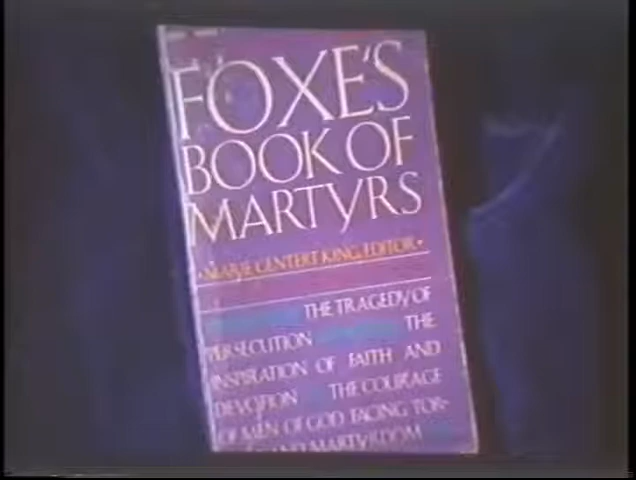 FOXE'S
BOOK OF
MARTYRS
• MARIE GENTERT KING, EDITOR •
THE TRAGEDY OF
PERSECUTION THE
INSPIRATION OF FAITH AND
DEVOTION THE COURAGE
OF MEN OF GOD FACING TOR-
AND MARTYRDOM